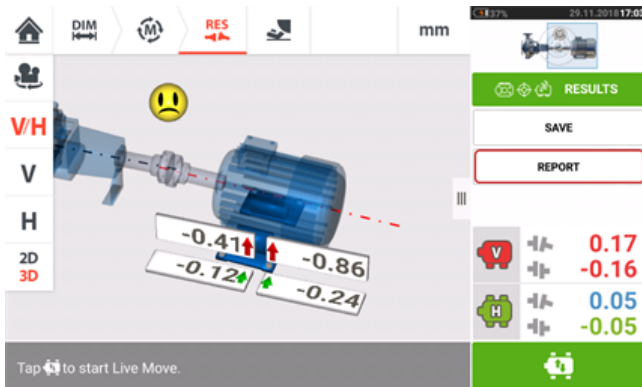 DIM
M
RES
mm
37%
29.11.2018 17:03
V/H
V
H
2D
3D
-0.41
-0.86
-0.12
-0.24
RESULTS
SAVE
REPORT
V
0.17
-0.16
H
0.05
-0.05
Tap to start Live Move.